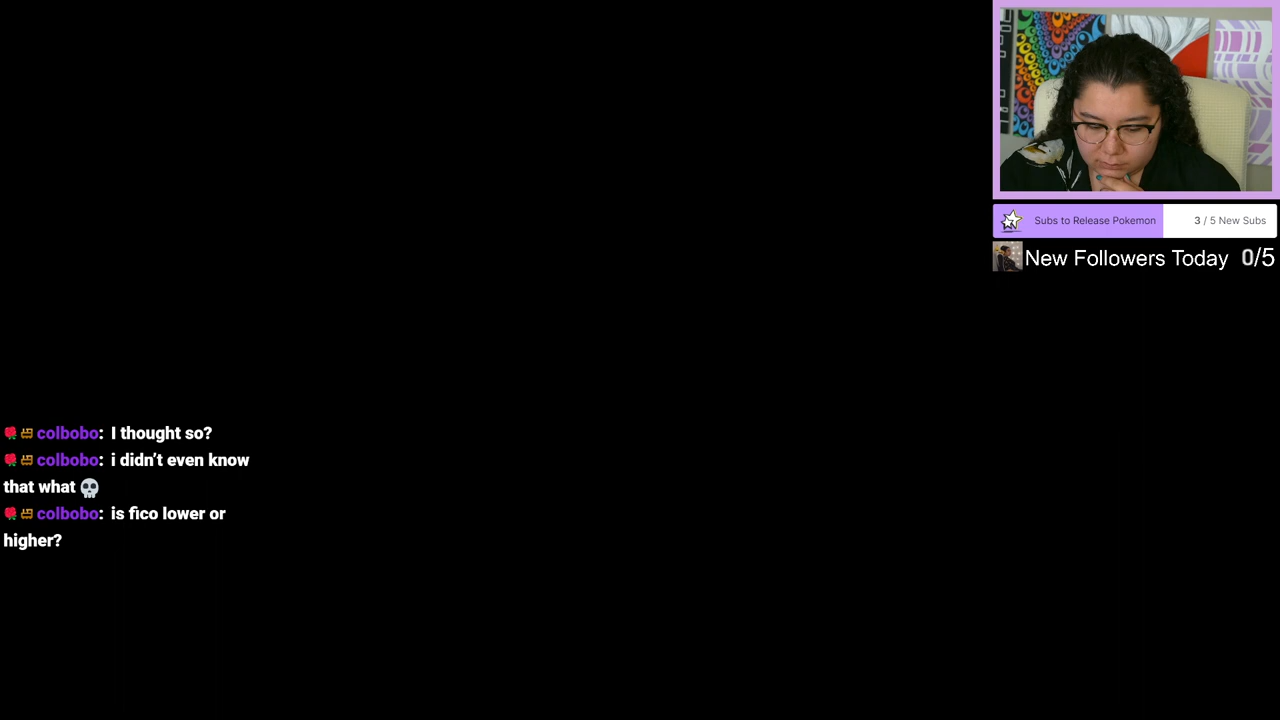 Subs to Release Pokemon 3 / 5 New Subs
New Followers Today 0/5
colbobo: I thought so?
colbobo: i didn’t even know
that what 💀
colbobo: is fico lower or
higher?